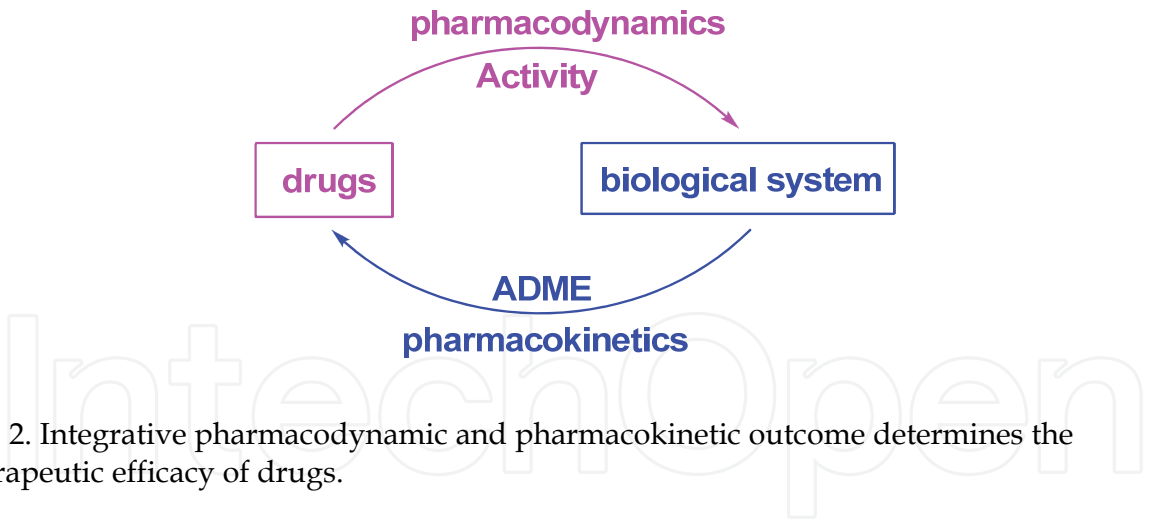 pharmacodynamics
Activity
drugs
biological system
ADME
pharmacokinetics
IntechOpen
2. Integrative pharmacodynamic and pharmacokinetic outcome determines the
rapeutic efficacy of drugs.